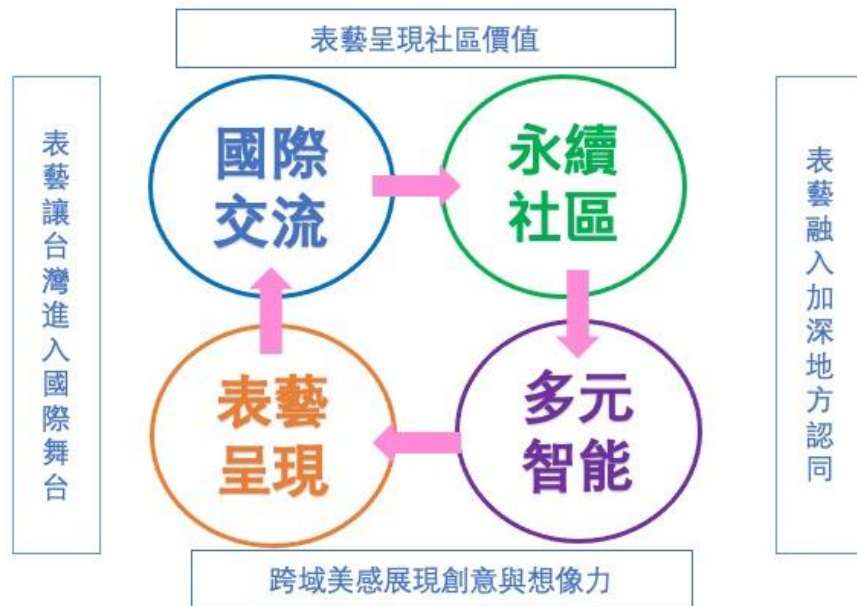 表藝呈現社區價值
表藝讓台灣進入國際舞台
國際
交流
永續
社區
表藝融入加深地方認同
表藝
呈現
多元
智能
跨域美感展現創意與想像力